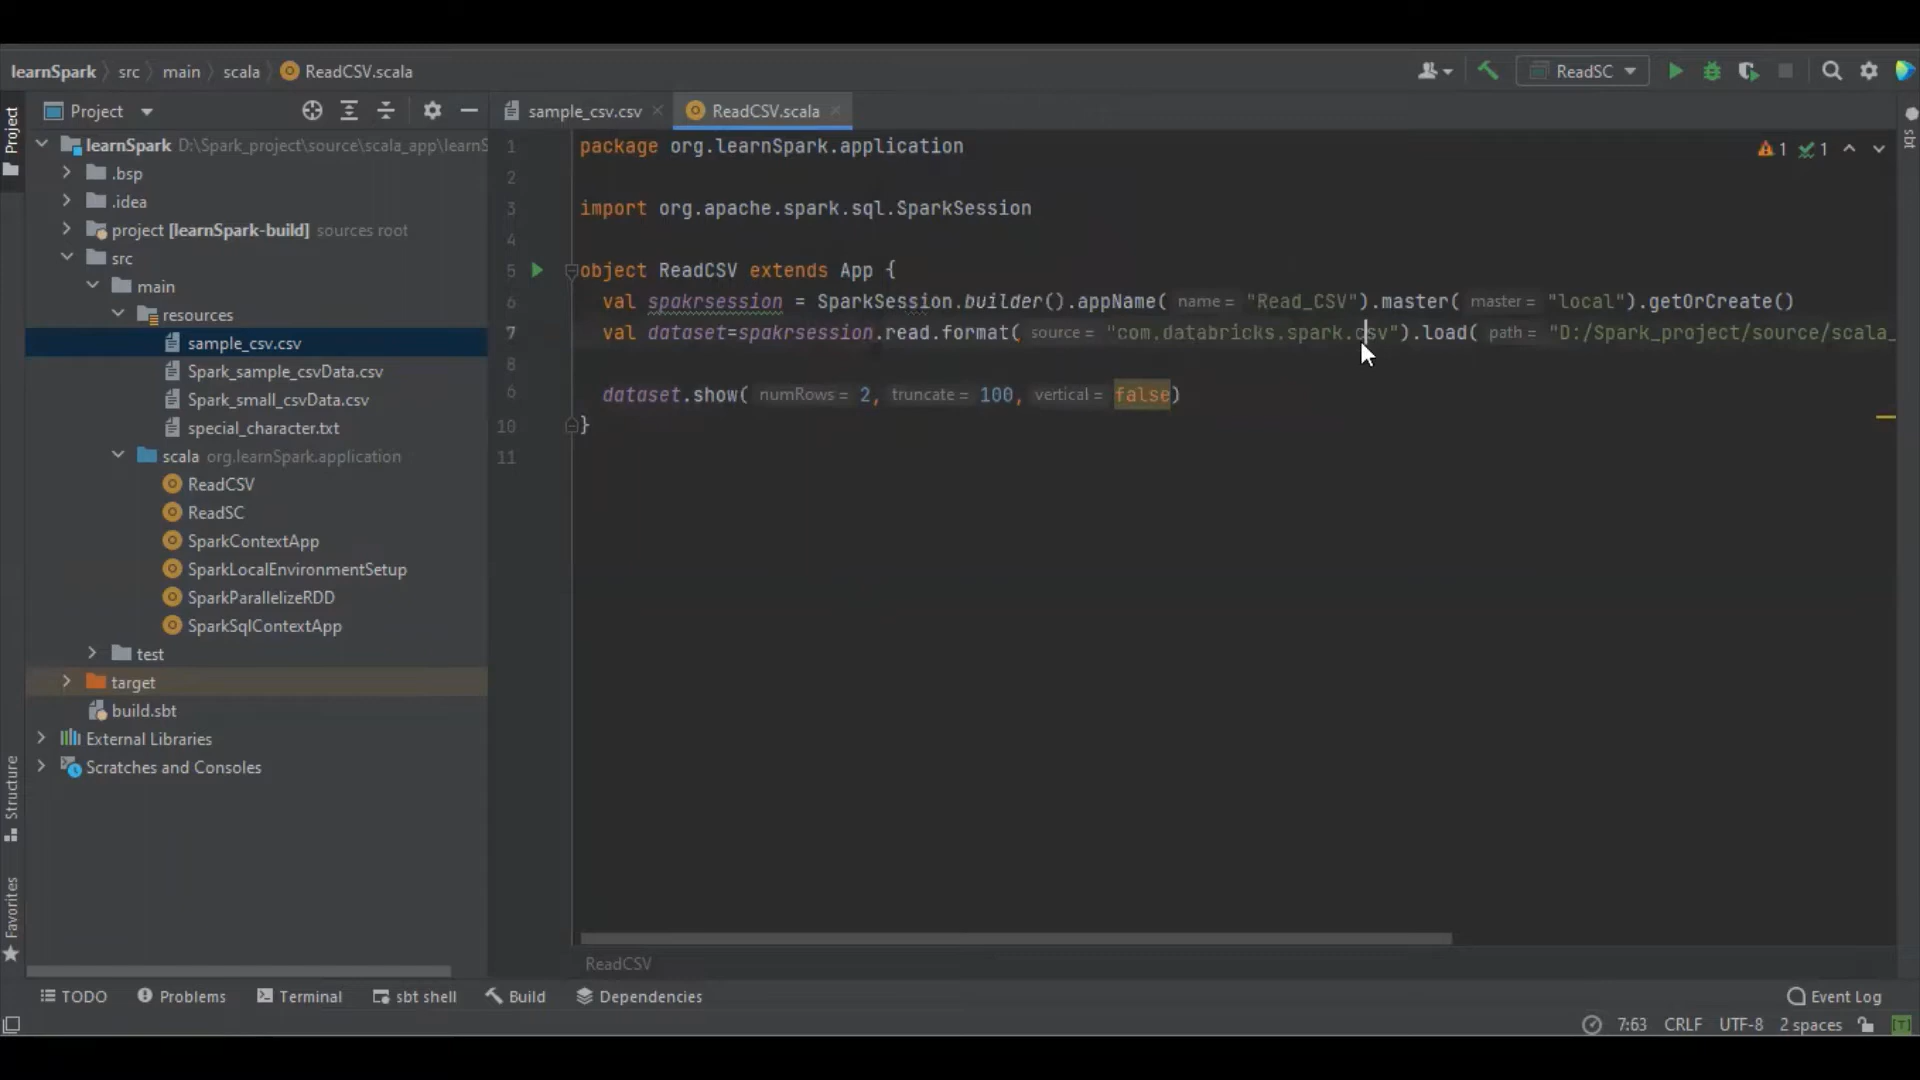 learnSpark src main scala ReadCSV.scala ReadSC
Project sample_csv.csv ReadCSV.scala
Project
sbt
learnSpark D:\Spark_project\source\scala_app\learnS
.bsp
.idea
project [learnSpark-build] sources root
src
main
resources
sample_csv.csv
Spark_sample_csvData.csv
Spark_small_csvData.csv
special_character.txt
scala org.learnSpark.application
ReadCSV
ReadSC
SparkContextApp
SparkLocalEnvironmentSetup
SparkParallelizeRDD
SparkSqlContextApp
test
target
build.sbt
External Libraries
Scratches and Consoles
Structure
Favorites
1 package org.learnSpark.application
1 1
2
3 import org.apache.spark.sql.SparkSession
4
5 object ReadCSV extends App {
6 val spakrsession = SparkSession.builder().appName( name = "Read_CSV").master( master = "local").getOrCreate()
7 val dataset=spakrsession.read.format( source = "com.databricks.spark.csv").load( path = "D:/Spark_project/source/scala_
8
6 dataset.show( numRows = 2, truncate = 100, vertical = false)
10 }
11
ReadCSV
TODO Problems Terminal sbt shell Build Dependencies Event Log
7:63 CRLF UTF-8 2 spaces [T]